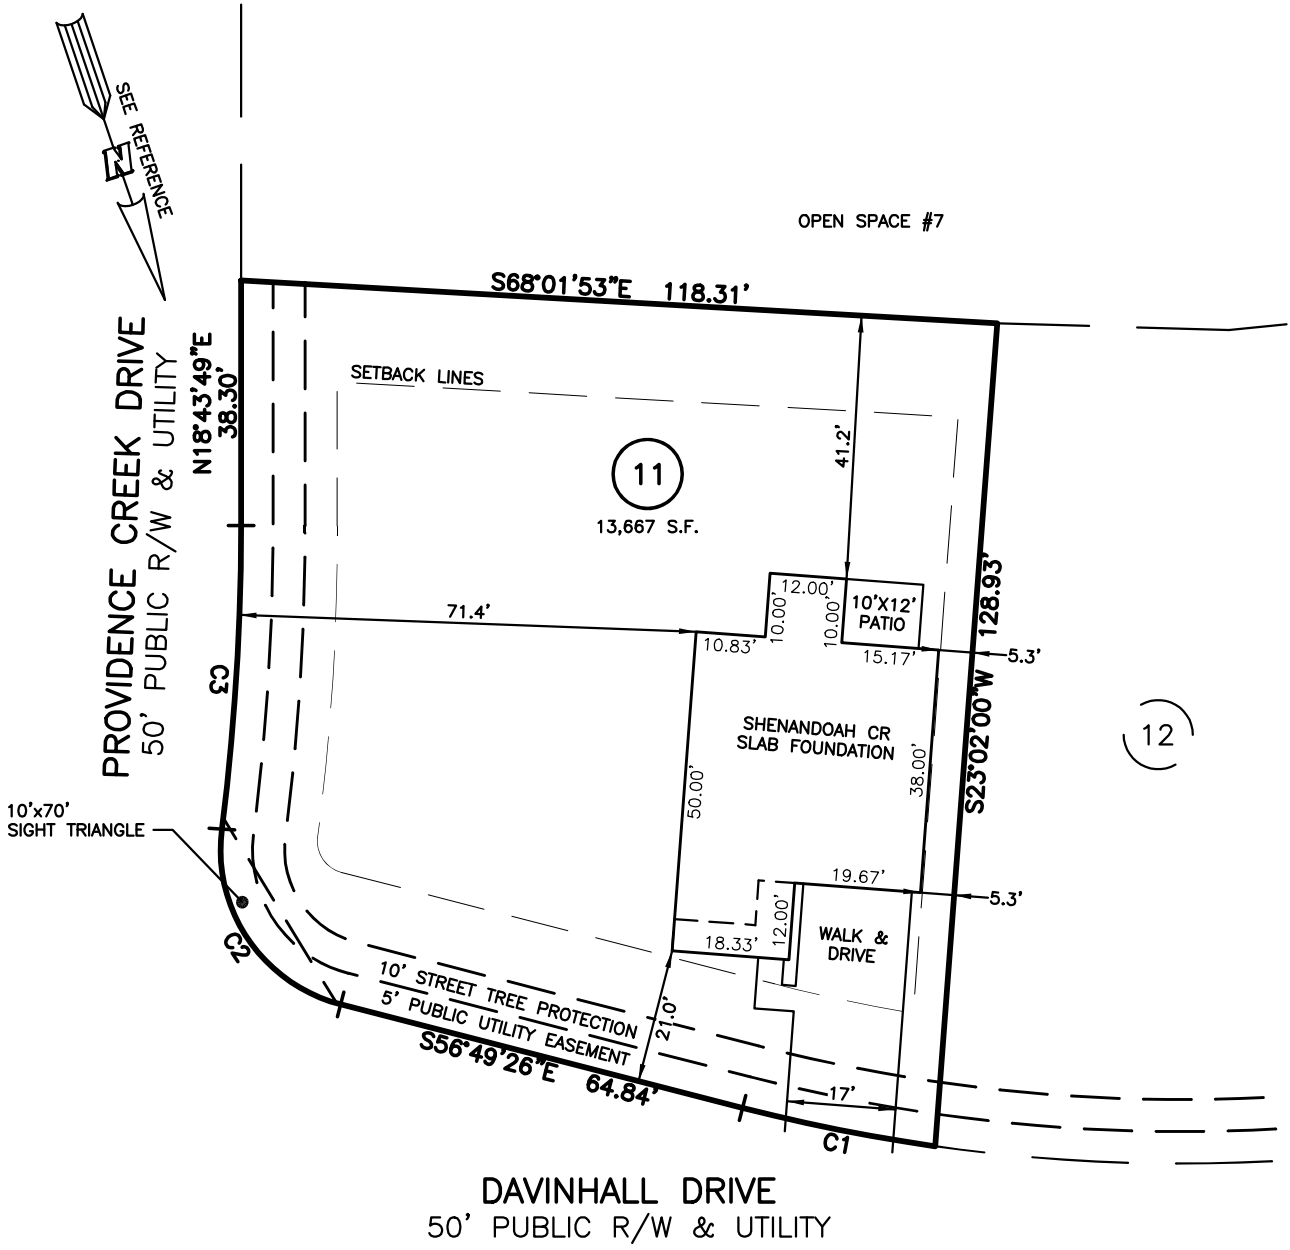 SEE REFERENCE
N
OPEN SPACE #7
S68°01'53"E 118.31'
PROVIDENCE CREEK DRIVE
50' PUBLIC R/W & UTILITY
N18°43'49"E
38.30'
SETBACK LINES
41.2'
11
13,667 S.F.
128.93'
S23°02'00"W
12.00'
10.00'
10.00'
10'X12'
PATIO
71.4'
10.83'
15.17'
5.3'
C3
SHENANDOAH CR
SLAB FOUNDATION
12
50.00'
38.00'
10'x70'
SIGHT TRIANGLE
19.67'
5.3'
12.00'
18.33'
WALK &
DRIVE
C2
10' STREET TREE PROTECTION
5' PUBLIC UTILITY EASEMENT
21.0'
S56°49'26"E 64.84'
17'
C1
DAVINHALL DRIVE
50' PUBLIC R/W & UTILITY